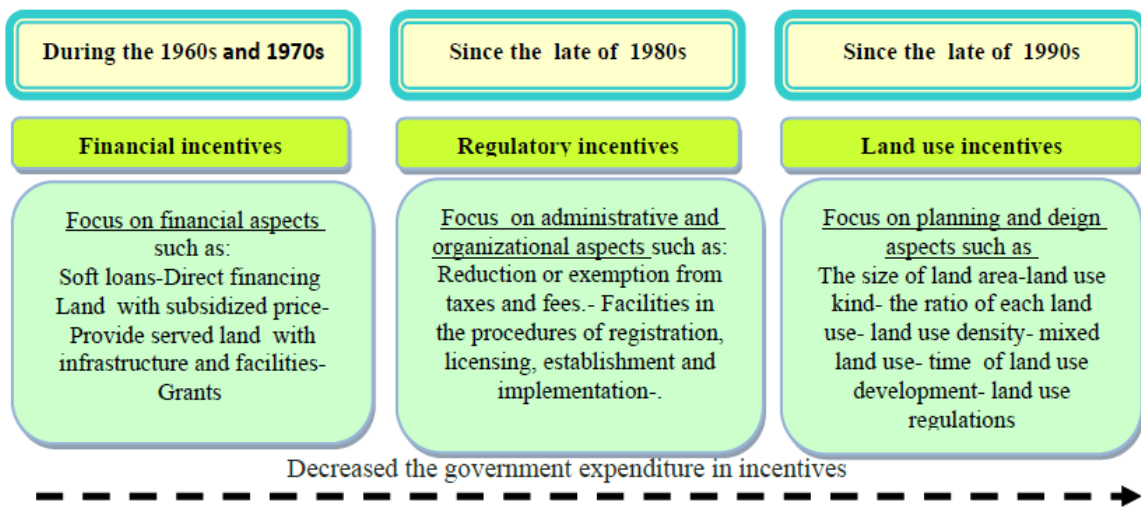 During the 1960s and 1970s
Since the late of 1980s
Since the late of 1990s
Financial incentives
Regulatory incentives
Land use incentives
Focus on financial aspects
such as:
Soft loans-Direct financing
Land with subsidized price-
Provide served land with
infrastructure and facilities-
Grants
Focus on administrative and
organizational aspects such as:
Reduction or exemption from
taxes and fees.- Facilities in
the procedures of registration,
licensing, establishment and
implementation-.
Focus on planning and deign
aspects such as
The size of land area-land use
kind- the ratio of each land
use- land use density- mixed
land use- time of land use
development- land use
regulations
Decreased the government expenditure in incentives